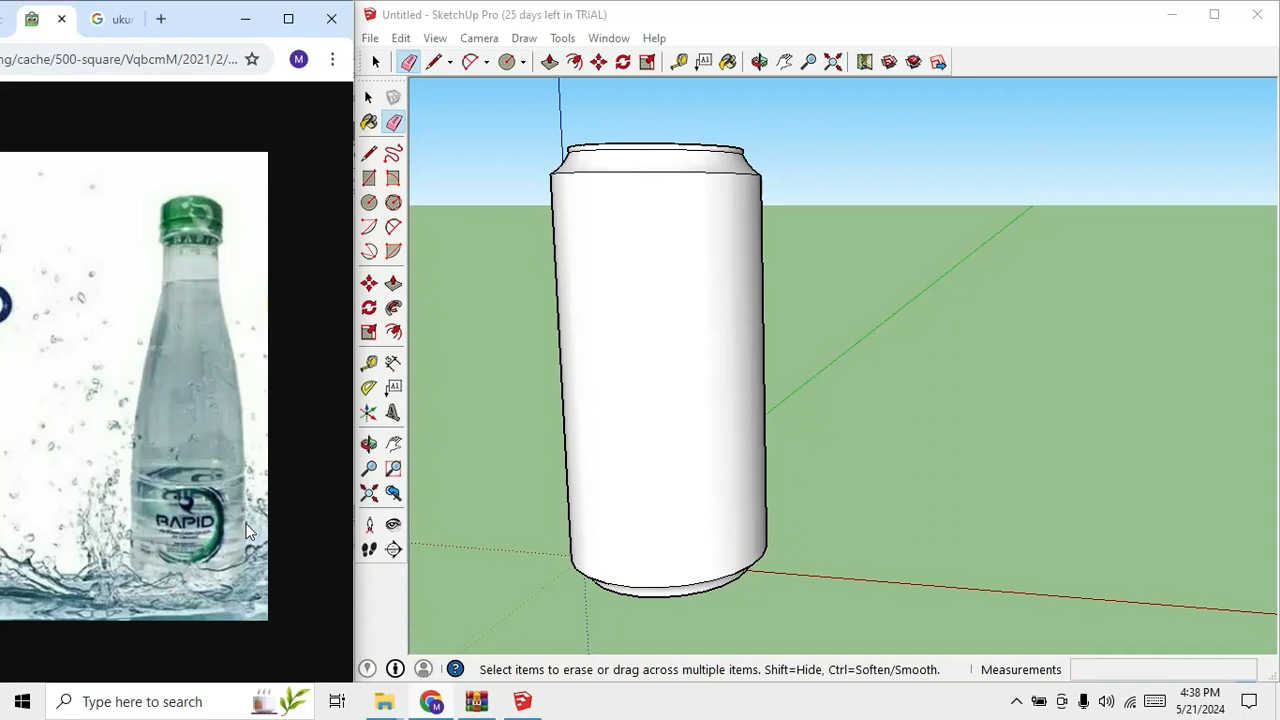 ukur
ng/cache/500-square/VqbcmM/2021/2/...
M
Untitled - SketchUp Pro (25 days left in TRIAL)
File Edit View Camera Draw Tools Window Help
RAPID
Select items to erase or drag across multiple items. Shift=Hide, Ctrl=Soften/Smooth.
Measurements
Type here to search
4:38 PM
5/21/2024